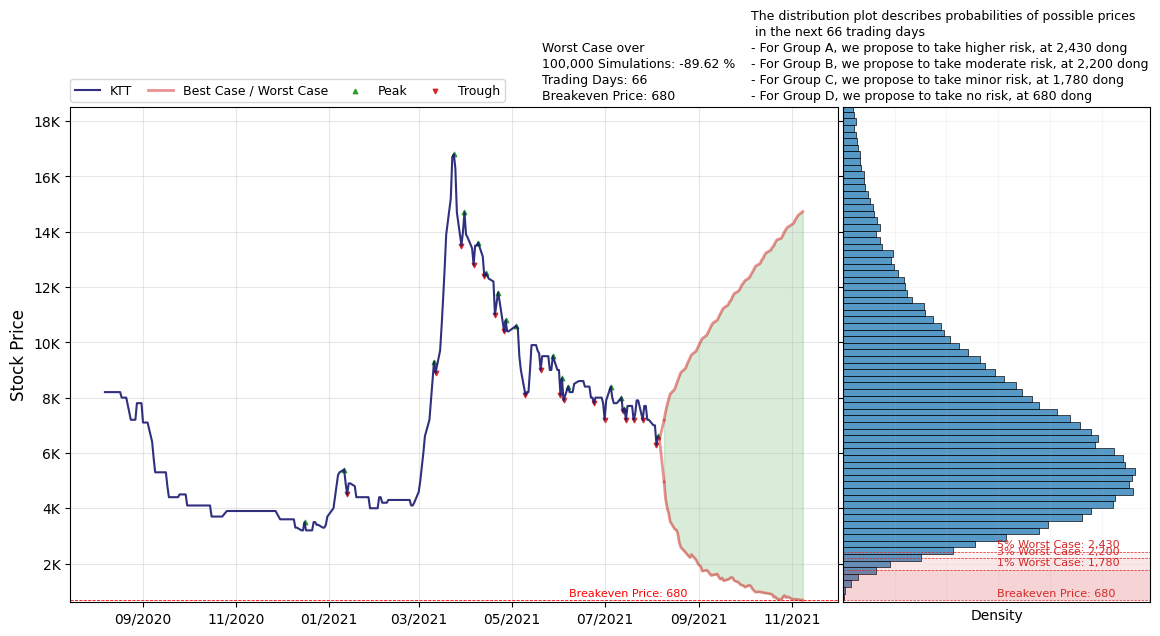 The distribution plot describes probabilities of possible prices
in the next 66 trading days
- For Group A, we propose to take higher risk, at 2,430 dong
- For Group B, we propose to take moderate risk, at 2,200 dong
- For Group C, we propose to take minor risk, at 1,780 dong
- For Group D, we propose to take no risk, at 680 dong
Worst Case over
100,000 Simulations: -89.62 %
Trading Days: 66
Breakeven Price: 680
KTT
Best Case / Worst Case
Peak
Trough
Stock Price
18K
16K
14K
12K
10K
8K
6K
4K
2K
Breakeven Price: 680
09/2020
11/2020
01/2021
03/2021
05/2021
07/2021
09/2021
11/2021
5% Worst Case: 2,430
3% Worst Case: 2,200
1% Worst Case: 1,780
Breakeven Price: 680
Density